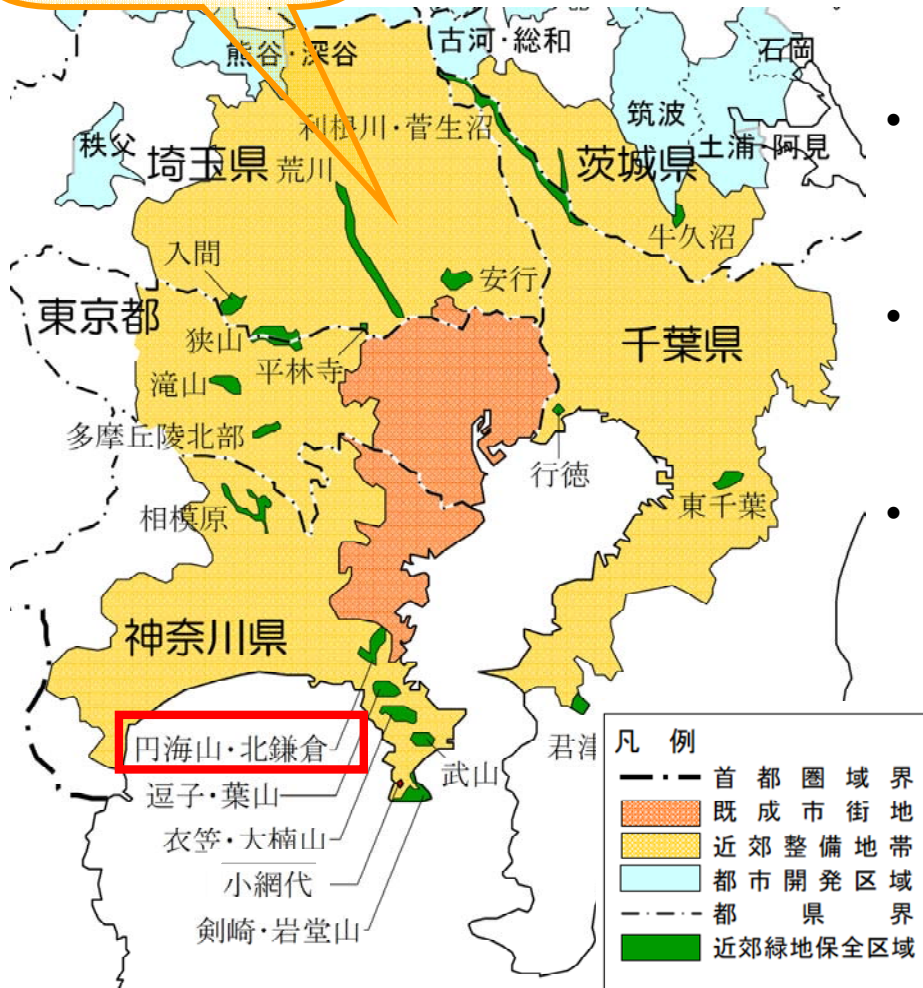 熊谷・深谷
古河・総和
石岡
筑波
秩父
利根川・菅生沼
土浦・阿見
埼玉県
荒川
茨城県
牛久沼
入間
安行
東京都
狭山
平林寺
千葉県
滝山
多摩丘陵北部
行徳
相模原
東千葉
神奈川県
円海山・北鎌倉
武山
君津
逗子・葉山
衣笠・大楠山
小網代
剣崎・岩堂山
凡例
首都圏域界
既成市街地
近郊整備地帯
都市開発区域
都県界
近郊緑地保全区域